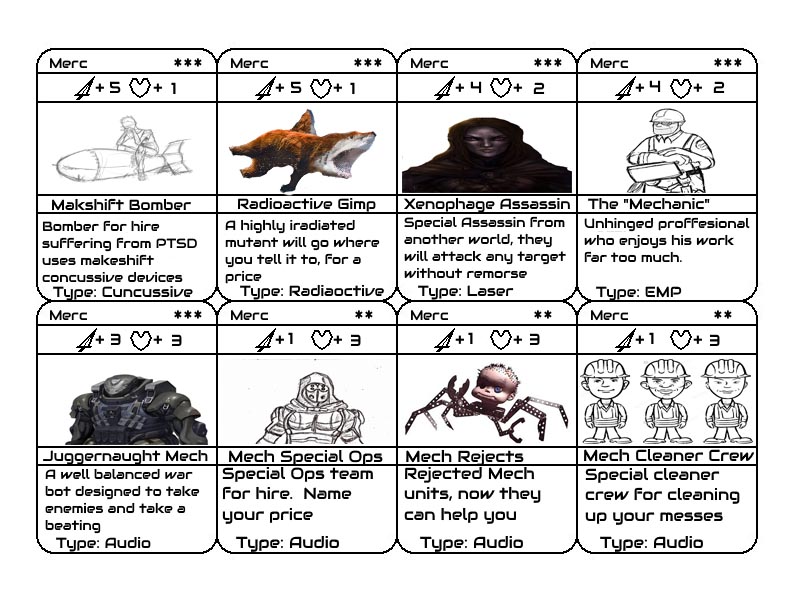 Merc ***
+ 5 + 1
Makshift Bomber
Bomber for hire
suffering from PTSD
uses makeshift
concussive devices
Type: Cuncussive
Merc ***
+ 5 + 1
Radioactive Gimp
A highly iradiated
mutant will go where
you tell it to, for a
price
Type: Radiaoctive
Merc ***
+ 4 + 2
Xenophage Assassin
Special Assassin from
another world, they
will attack any target
without remorse
Type: Laser
Merc ***
+ 4 + 2
The "Mechanic"
Unhinged proffesional
who enjoys his work
far too much.
Type: EMP
Merc ***
+ 3 + 3
Juggernaught Mech
A well balanced war
bot designed to take
enemies and take a
beating
Type: Audio
Merc **
+ 1 + 3
Mech Special Ops
Special Ops team
for hire. Name
your price
Type: Audio
Merc **
+ 1 + 3
Mech Rejects
Rejected Mech
units, now they
can help you
Type: Audio
Merc **
+ 1 + 3
Mech Cleaner Crew
Special cleaner
crew for cleaning
up your messes
Type: Audio